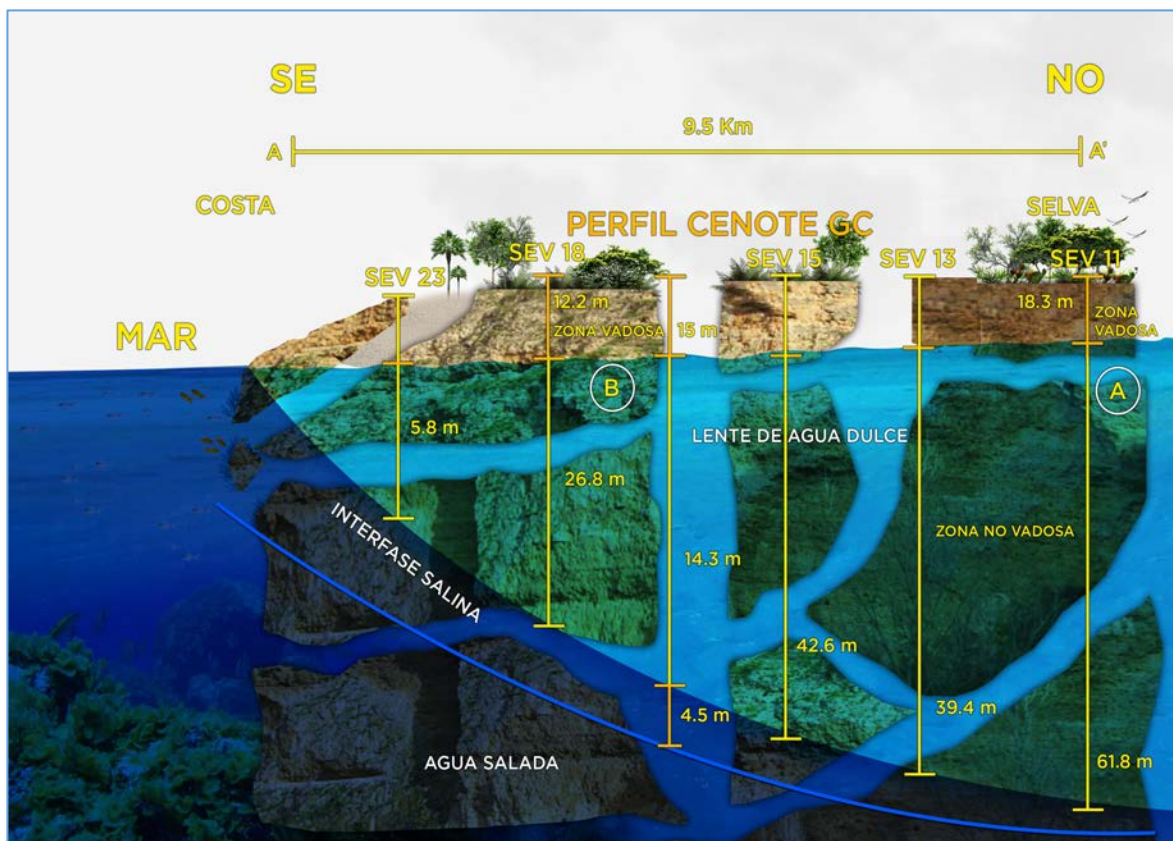 SE
NO
9.5 Km
A
A'
COSTA
SELVA
PERFIL CENOTE GC
SEV 23
SEV 18
SEV 15
SEV 13
SEV 11
12.2 m
ZONA VADOSA
15 m
18.3 m
ZONA
VADOSA
MAR
B
A
5.8 m
LENTE DE AGUA DULCE
26.8 m
INTERFASE SALINA
14.3 m
ZONA NO VADOSA
42.6 m
4.5 m
39.4 m
AGUA SALADA
61.8 m